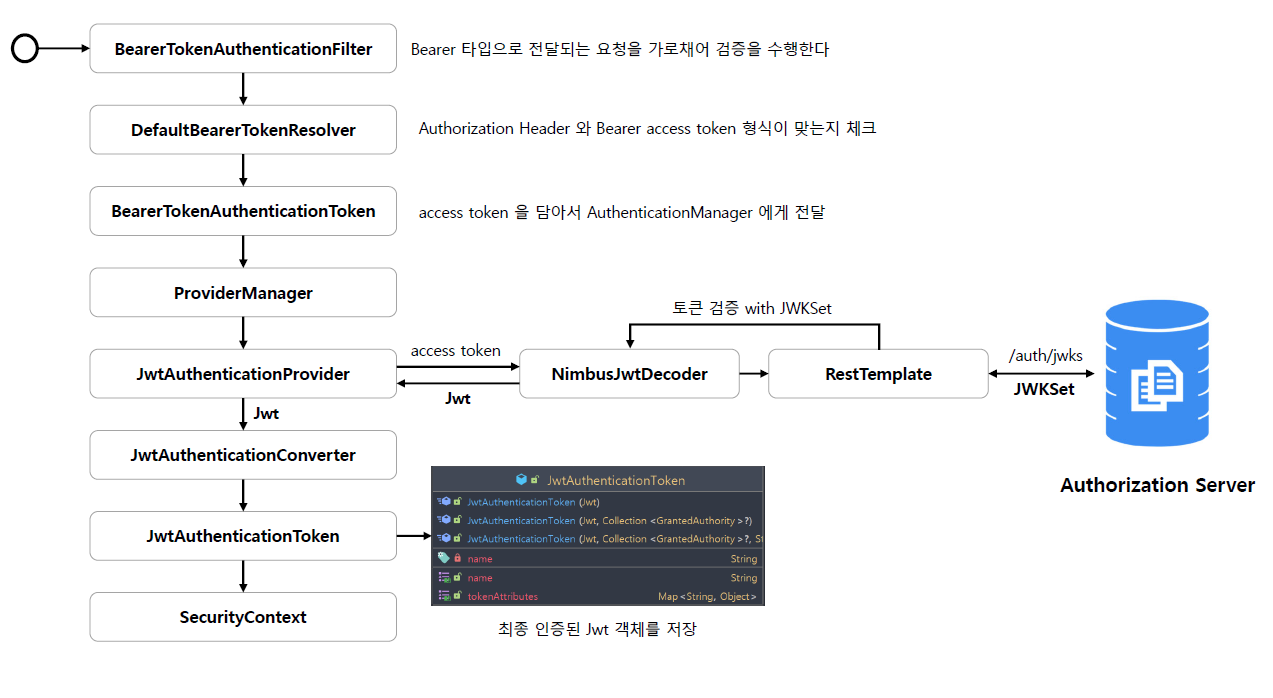 BearerTokenAuthenticationFilter
Bearer 타입으로 전달되는 요청을 가로채어 검증을 수행한다
DefaultBearerTokenResolver
Authorization Header 와 Bearer access token 형식이 맞는지 체크
BearerTokenAuthenticationToken
access token 을 담아서 AuthenticationManager 에게 전달
ProviderManager
토큰 검증 with JWKSet
JwtAuthenticationProvider
access token
Jwt
NimbusJwtDecoder
RestTemplate
/auth/jwks
JWKSet
Authorization Server
Jwt
JwtAuthenticationConverter
JwtAuthenticationToken
JwtAuthenticationToken
JwtAuthenticationToken (Jwt)
JwtAuthenticationToken (Jwt, Collection <GrantedAuthority >?)
JwtAuthenticationToken (Jwt, Collection <GrantedAuthority >?, St
name String
name String
tokenAttributes Map <String, Object>
SecurityContext
최종 인증된 Jwt 객체를 저장